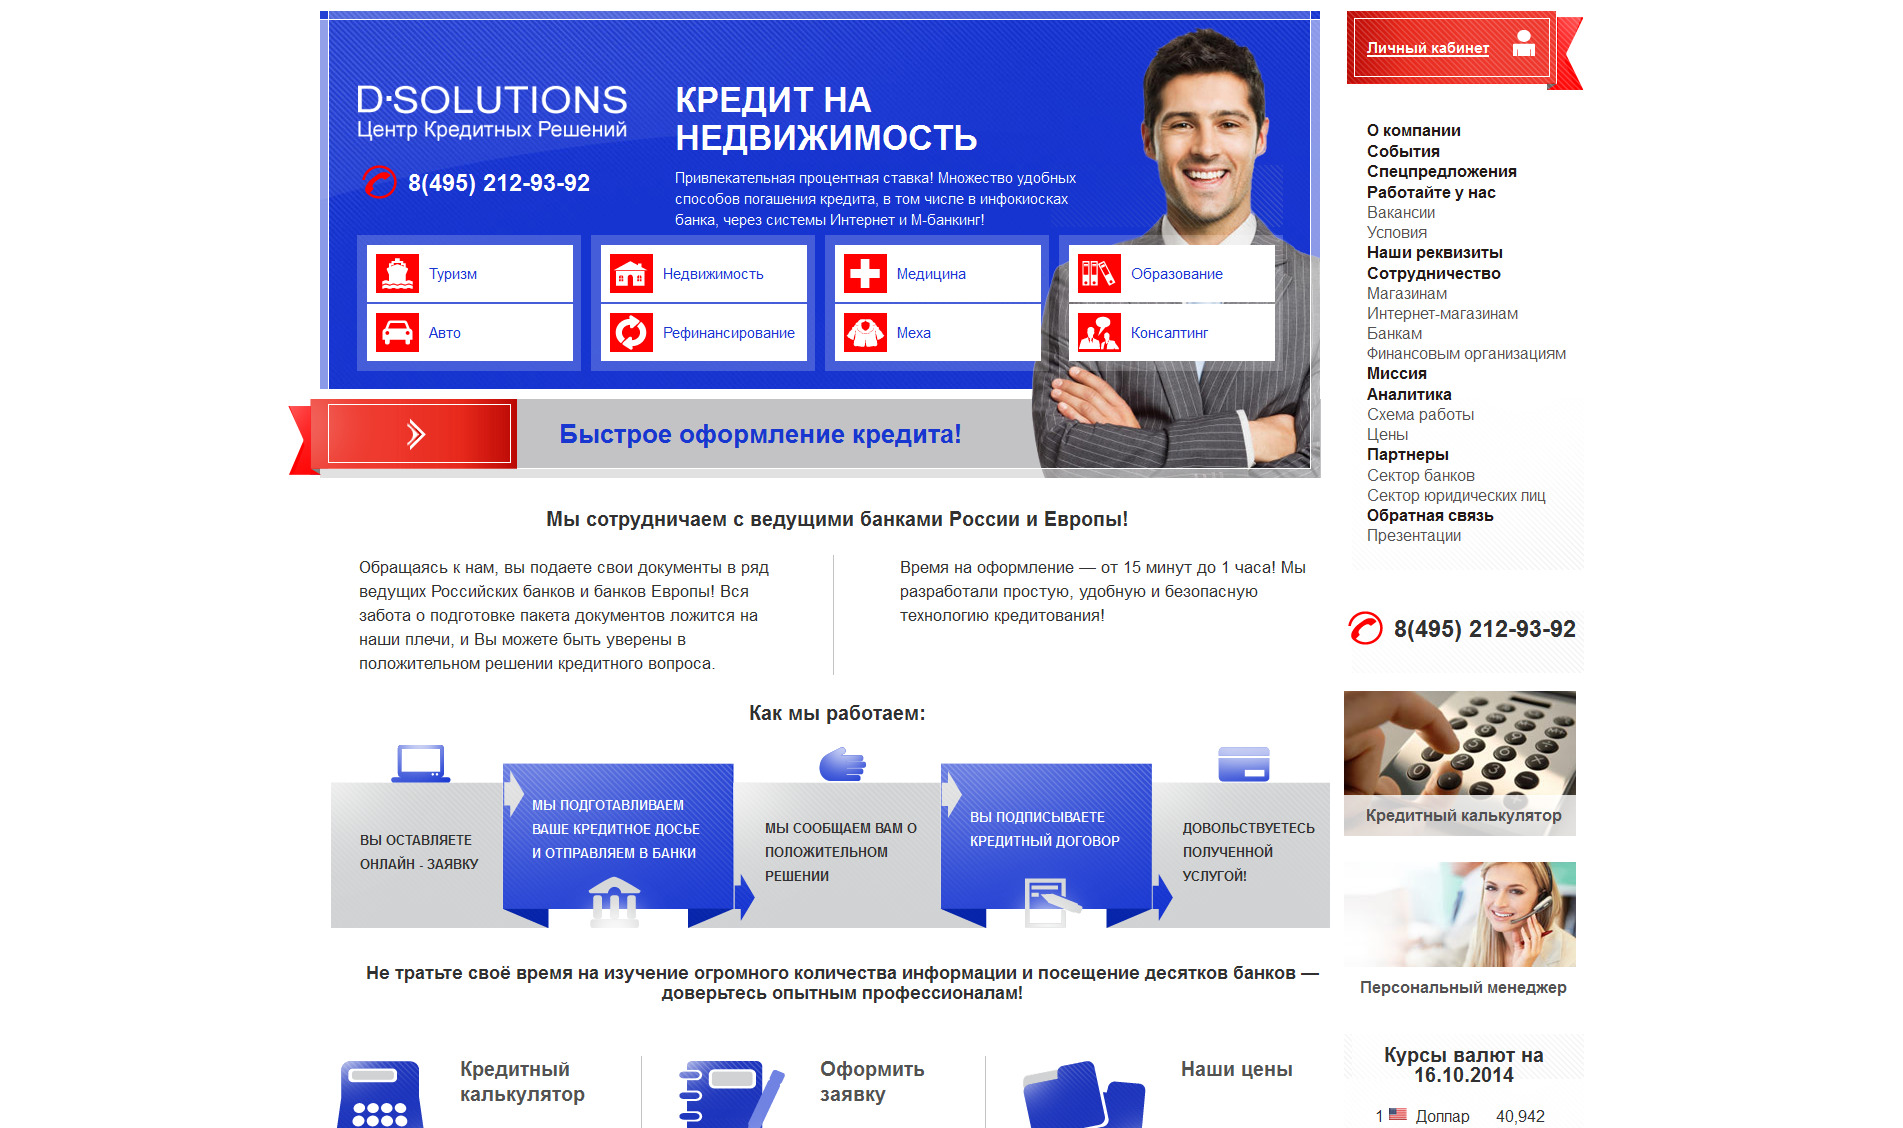 D·SOLUTIONS
Центр Кредитных Решений
8(495) 212-93-92
КРЕДИТ НА
НЕДВИЖИМОСТЬ
Привлекательная процентная ставка! Множество удобных
способов погашения кредита, в том числе в инфокиосках
банка, через системы Интернет и М-банкинг!
Туризм
Недвижимость
Медицина
Образование
Авто
Рефинансирование
Меха
Консалтинг
Быстрое оформление кредита!
Мы сотрудничаем с ведущими банками России и Европы!
Обращаясь к нам, вы подаете свои документы в ряд
ведущих Российских банков и банков Европы! Вся
забота о подготовке пакета документов ложится на
наши плечи, и Вы можете быть уверены в
положительном решении кредитного вопроса.
Время на оформление — от 15 минут до 1 часа! Мы
разработали простую, удобную и безопасную
технологию кредитования!
Как мы работаем:
ВЫ ОСТАВЛЯЕТЕ
ОНЛАЙН - ЗАЯВКУ
МЫ ПОДГОТАВЛИВАЕМ
ВАШЕ КРЕДИТНОЕ ДОСЬЕ
И ОТПРАВЛЯЕМ В БАНКИ
МЫ СООБЩАЕМ ВАМ О
ПОЛОЖИТЕЛЬНОМ
РЕШЕНИИ
ВЫ ПОДПИСЫВАЕТЕ
КРЕДИТНЫЙ ДОГОВОР
ДОВОЛЬСТВУЕТЕСЬ
ПОЛУЧЕННОЙ
УСЛУГОЙ!
Не тратьте своё время на изучение огромного количества информации и посещение десятков банков —
доверьтесь опытным профессионалам!
Кредитный
калькулятор
Оформить
заявку
Наши цены
Личный кабинет
О компании
События
Спецпредложения
Работайте у нас
Вакансии
Условия
Наши реквизиты
Сотрудничество
Магазинам
Интернет-магазинам
Банкам
Финансовым организациям
Миссия
Аналитика
Схема работы
Цены
Партнеры
Сектор банков
Сектор юридических лиц
Обратная связь
Презентации
8(495) 212-93-92
Кредитный калькулятор
Персональный менеджер
Курсы валют на
16.10.2014
1 Доллар 40,942